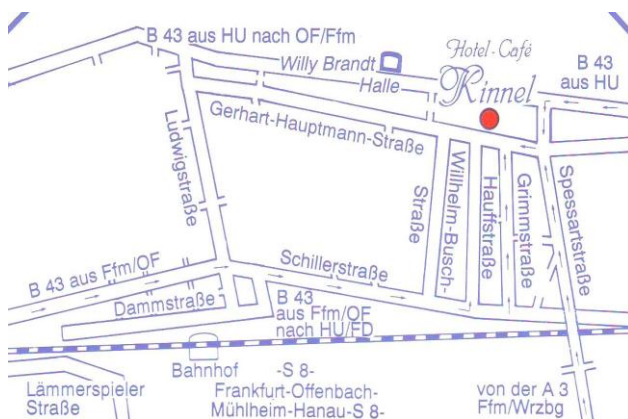 B 43 aus HU nach OF/Ffm
Hotel-Café
Kinnel
Willy Brandt
Halle
B 43
aus HU
Gerhart-Hauptmann-Straße
Ludwigstraße
Willhelm-Busch-
Straße
Hauffstraße
Grimmstraße
Spessartstraße
Schillerstraße
B 43 aus Ffm/OF
Dammstraße
B 43
aus Ffm/OF
nach HU/FD
Bahnhof
-S 8-
Frankfurt-Offenbach-
Mühlheim-Hanau-S 8-
Lämmerspieler
Straße
von der A 3
Ffm/Wrzbg